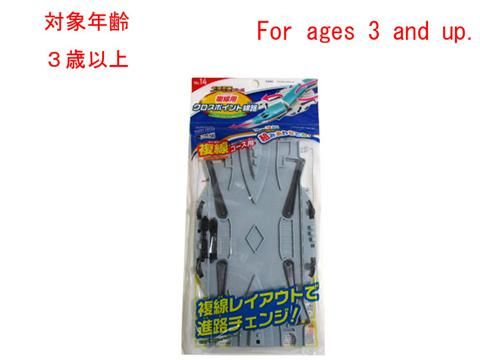 対象年齢
３歳以上
For ages 3 and up.
No.14
複線用
クロスポイント線路
複線
コース用
複線レイアウトで
進路チェンジ!